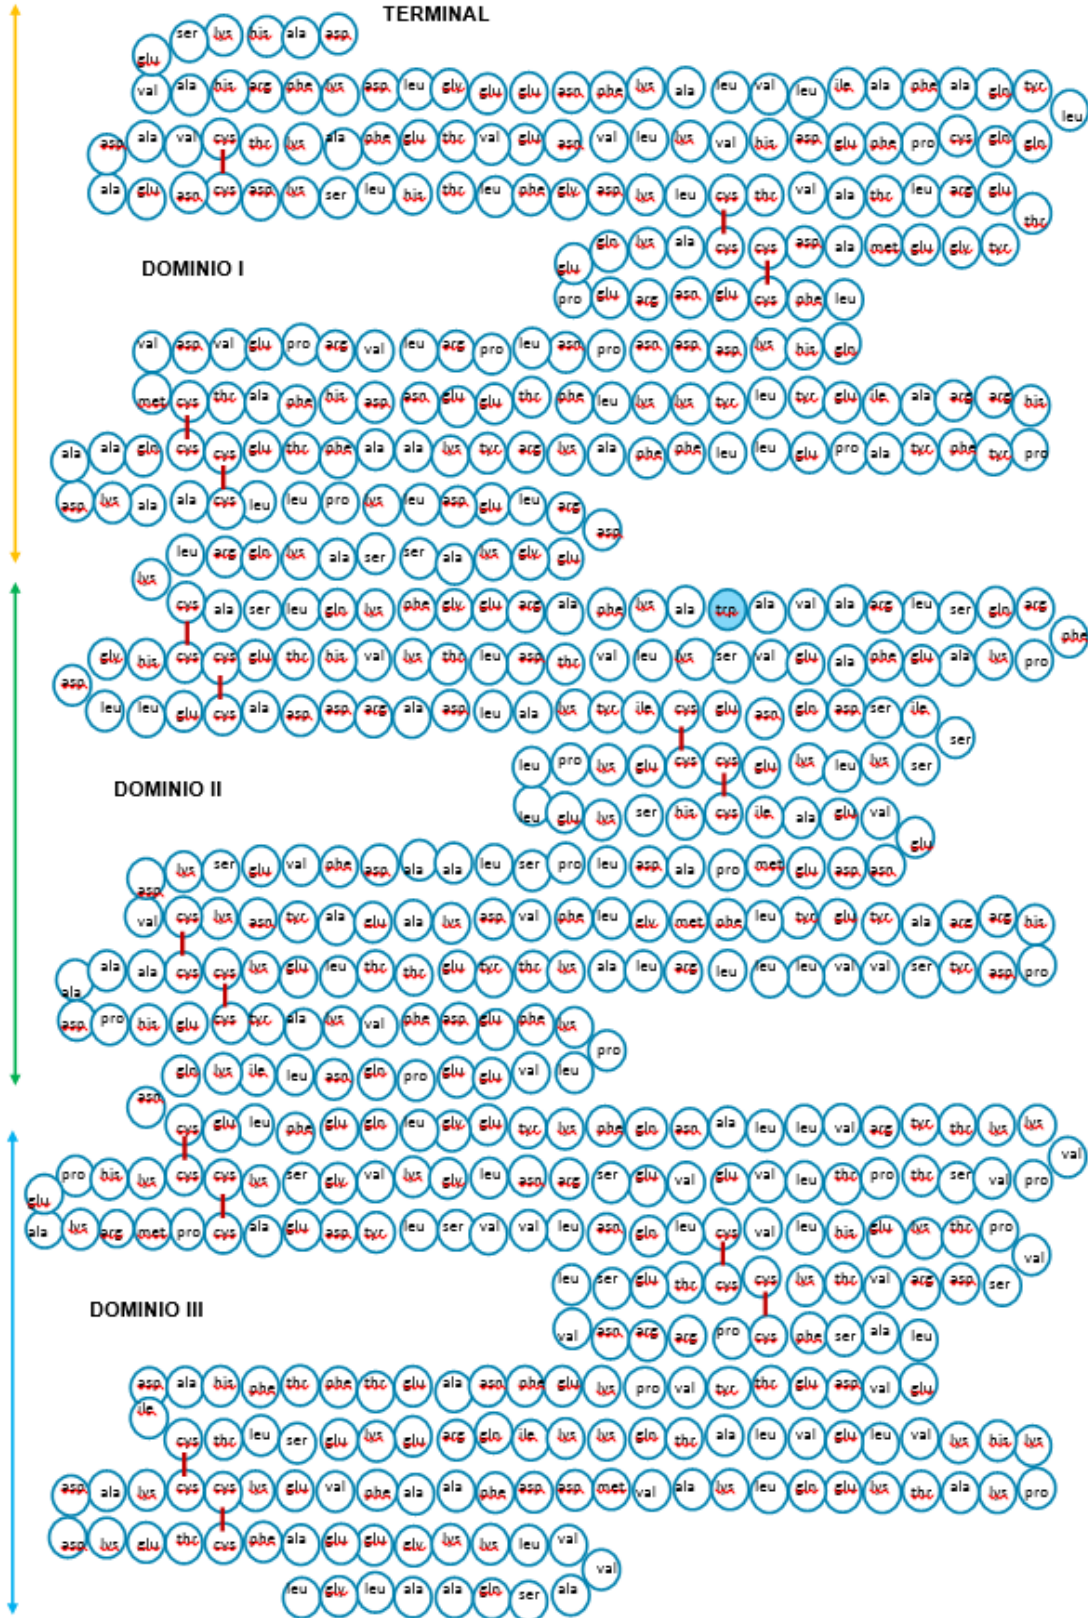 TERMINAL
ser lys his ala asp
glu
val ala his arg phe lys asp leu gly glu glu asn phe lys ala leu val leu ile ala phe ala gln tyr
leu
asp ala val cys thr lys ala phe glu thr val glu asn val leu lys val his asp glu phe pro cys gln gln
ala glu asn cys asp lys ser leu his thr leu phe gly asp lys leu cys thr val ala thr leu arg glu
thr
gln lys ala cys cys asp ala met glu gly tyr
glu
DOMINIO I
pro glu arg asn glu cys phe leu
val asp val glu pro arg val leu arg pro leu asn pro asn asp asp lys his gln
met cys thr ala phe his asp asn glu glu thr phe leu lys lys tyr leu tyr glu ile ala arg arg his
ala ala gln cys cys glu thr phe ala ala lys tyr arg lys ala phe phe leu leu glu pro ala tyr phe tyr pro
asp lys ala ala cys leu leu pro lys leu asp glu leu arg
asp
leu arg gln lys ala ser ser ala lys gly glu
lys
cys ala ser leu gln lys phe gly glu arg ala phe lys ala trp ala val ala arg leu ser gln arg
phe
gly his cys cys glu thr his val lys thr leu asp thr val leu lys ser val glu ala phe glu ala lys pro
asp
leu leu glu cys ala asp asp arg ala asp leu ala lys tyr ile cys glu asn gln asp ser ile
ser
leu pro lys glu cys cys glu lys leu lys ser
DOMINIO II
leu glu lys ser his cys ile ala glu val
glu
asp lys ser glu val phe asp ala ala leu ser pro leu asp ala pro met glu asp asn
val cys lys asn tyr ala glu ala lys asp val phe leu gly met phe leu tyr glu tyr ala arg arg his
ala ala ala cys cys lys glu leu thr thr glu tyr thr lys ala leu arg leu leu leu val val ser tyr asp pro
asp pro his glu cys tyr ala lys val phe asp glu phe lys
pro
gln lys ile leu asn gln pro glu glu val leu
asn
cys glu leu phe glu gln leu gly glu tyr lys phe gln asn ala leu leu val arg tyr thr lys lys
val
pro his lys cys cys lys ser gly val lys gly leu asn arg ser glu val glu val leu thr pro thr ser val pro
glu
ala lys arg met pro cys ala glu asp tyr leu ser val val leu asn gln leu cys val leu his glu lys thr pro
val
leu ser glu thr cys cys lys thr val arg asp ser
DOMINIO III
val asn arg arg pro cys phe ser ala leu
asp ala his phe thr phe thr glu ala asn phe glu lys pro val tyr thr glu asp val glu
ile
cys thr leu ser glu lys glu arg gln ile lys lys gln thr ala leu val glu leu val lys his lys
asp ala lys cys cys lys glu val phe ala ala phe asp asp met val ala lys leu gln glu lys thr ala lys pro
asp lys glu thr cys phe ala glu glu gly lys lys leu val
val
leu gly leu ala ala gln ser ala